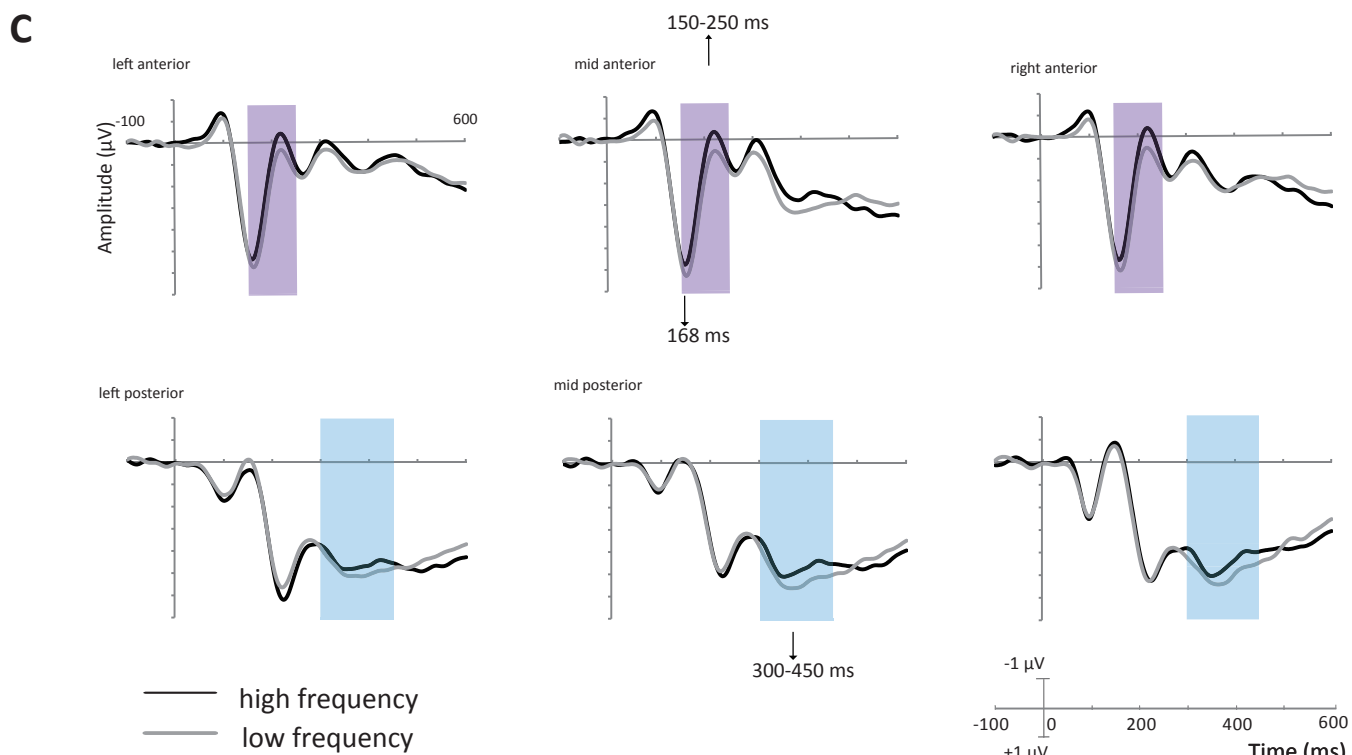 C
150-250 ms
left anterior
mid anterior
right anterior
-100
600
Amplitude (µV)
168 ms
left posterior
mid posterior
300-450 ms
-1 µV
high frequency
low frequency
-100
0
200
400
600
+1 µV
Time (ms)